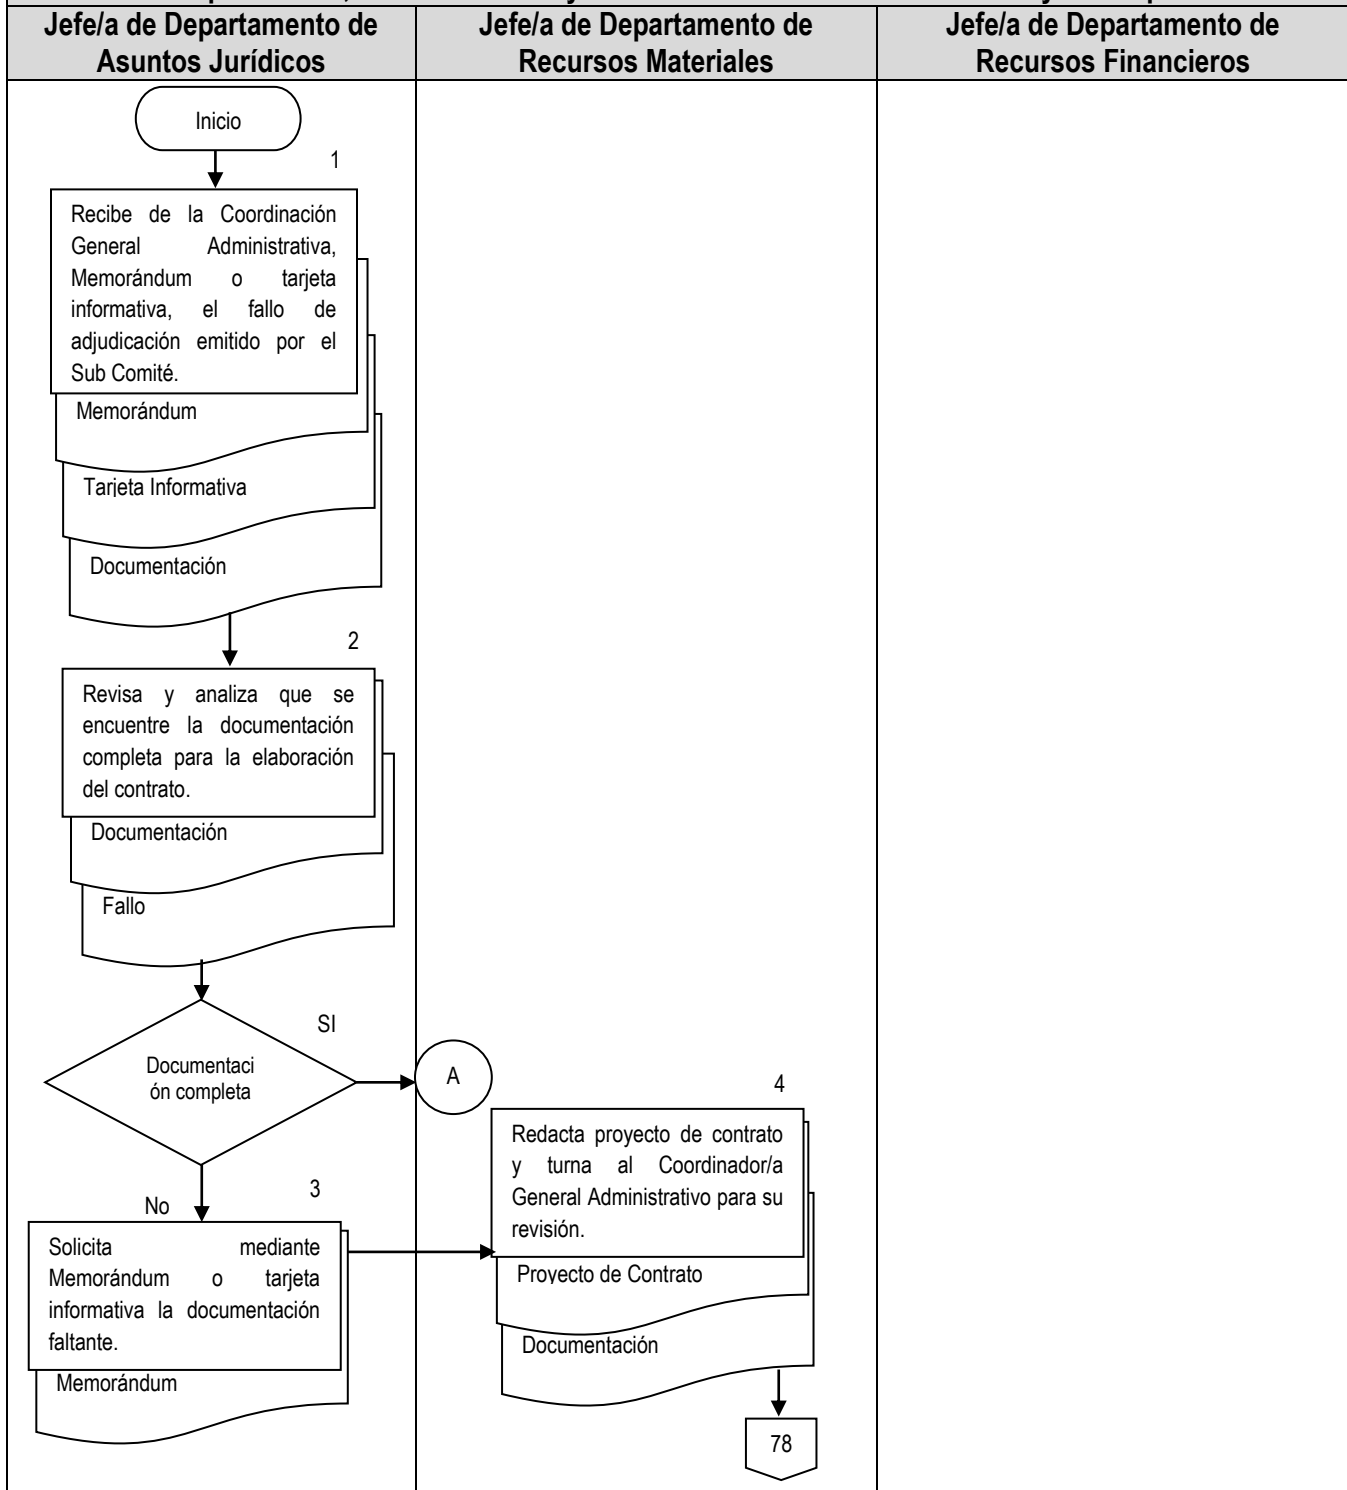 Jefe/a de Departamento de
Asuntos Jurídicos
Jefe/a de Departamento de
Recursos Materiales
Jefe/a de Departamento de
Recursos Financieros
Inicio
1
Recibe de la Coordinación
General Administrativa,
Memorándum o tarjeta
informativa, el fallo de
adjudicación emitido por el
Sub Comité.
Memorándum
Tarjeta Informativa
Documentación
2
Revisa y analiza que se
encuentre la documentación
completa para la elaboración
del contrato.
Documentación
Fallo
SI
Documentaci
ón completa
A
No
3
Solicita mediante
Memorándum o tarjeta
informativa la documentación
faltante.
Memorándum
4
Redacta proyecto de contrato
y turna al Coordinador/a
General Administrativo para su
revisión.
Proyecto de Contrato
Documentación
78